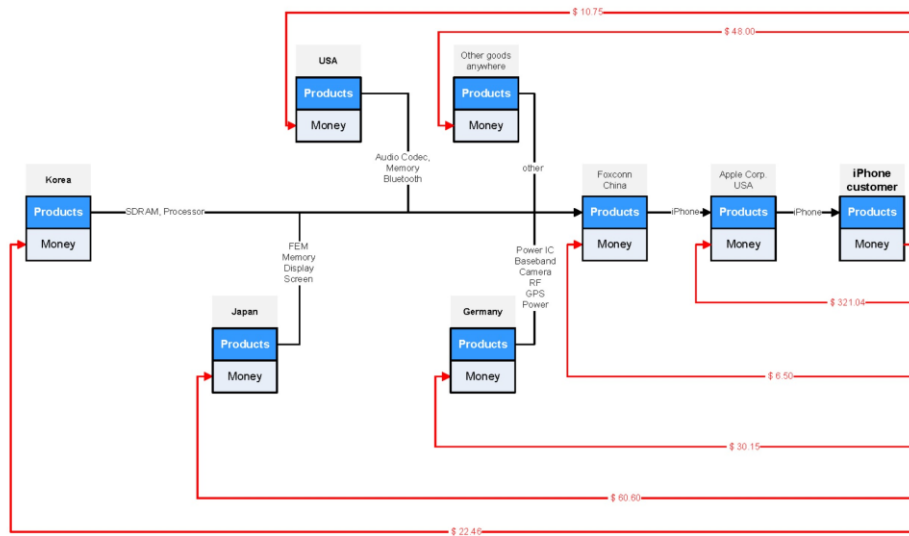 $ 10.75
$ 48.00
USA
Products
Money
Other goods
anywhere
Products
Money
Audio Codec,
Memory
Bluetooth
other
Korea
Products
Money
SDRAM, Processor
Foxconn
China
Products
Money
iPhone
Apple Corp.
USA
Products
Money
iPhone
iPhone
customer
Products
Money
FEM
Memory
Display
Screen
Power IC
Baseband
Camera
RF
GPS
Power
Japan
Products
Money
Germany
Products
Money
$ 321.04
$ 6.50
$ 30.15
$ 60.60
$ 22.46